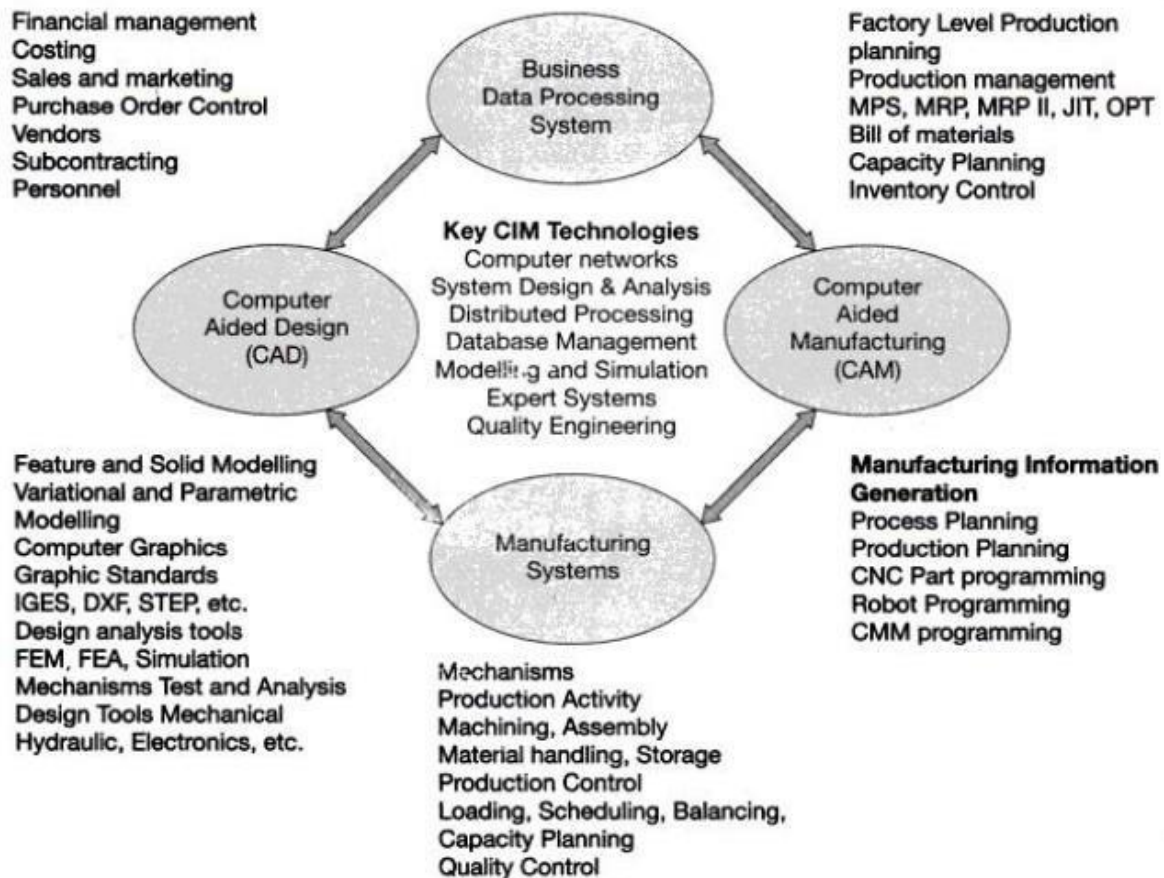 Financial management
Costing
Sales and marketing
Purchase Order Control
Vendors
Subcontracting
Personnel
Business
Data Processing
System
Factory Level Production
planning
Production management
MPS, MRP, MRP II, JIT, OPT
Bill of materials
Capacity Planning
Inventory Control
Computer
Aided Design
(CAD)
Key CIM Technologies
Computer networks
System Design & Analysis
Distributed Processing
Database Management
Modelling and Simulation
Expert Systems
Quality Engineering
Computer
Aided
Manufacturing
(CAM)
Feature and Solid Modelling
Variational and Parametric
Modelling
Computer Graphics
Graphic Standards
IGES, DXF, STEP, etc.
Design analysis tools
FEM, FEA, Simulation
Mechanisms Test and Analysis
Design Tools Mechanical
Hydraulic, Electronics, etc.
Manufacturing
Systems
Mechanisms
Production Activity
Machining, Assembly
Material handling, Storage
Production Control
Loading, Scheduling, Balancing,
Capacity Planning
Quality Control
Manufacturing Information
Generation
Process Planning
Production Planning
CNC Part programming
Robot Programming
CMM programming